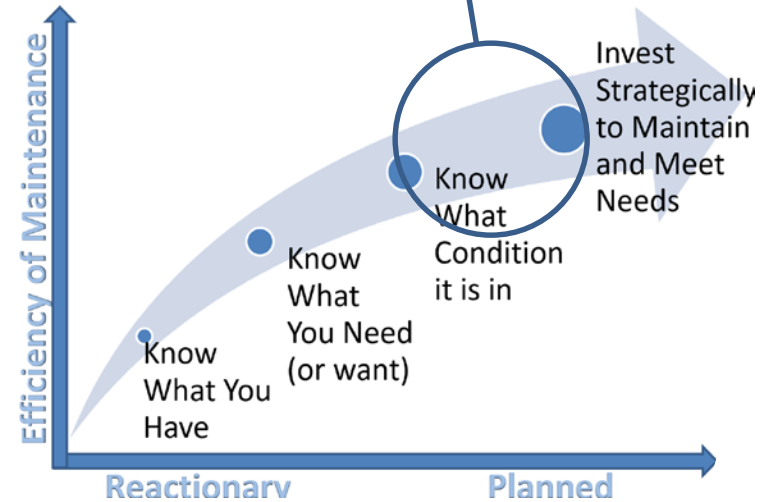 Efficiency of Maintenance
Invest
Strategically
to Maintain
and Meet
Needs
Know
What
Condition
it is in
Know
What
You Need
(or want)
Know
What You
Have
Reactionary
Planned